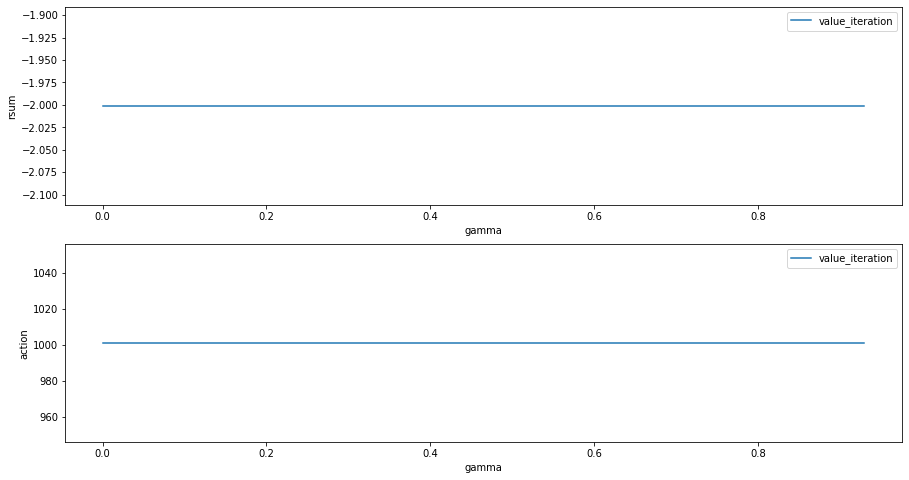 −1.900
−1.925
−1.950
−1.975
−2.000
−2.025
−2.050
−2.075
−2.100
rsum
value_iteration
0.0 0.2 0.4 0.6 0.8
gamma
1040
1020
1000
980
960
action
value_iteration
0.0 0.2 0.4 0.6 0.8
gamma